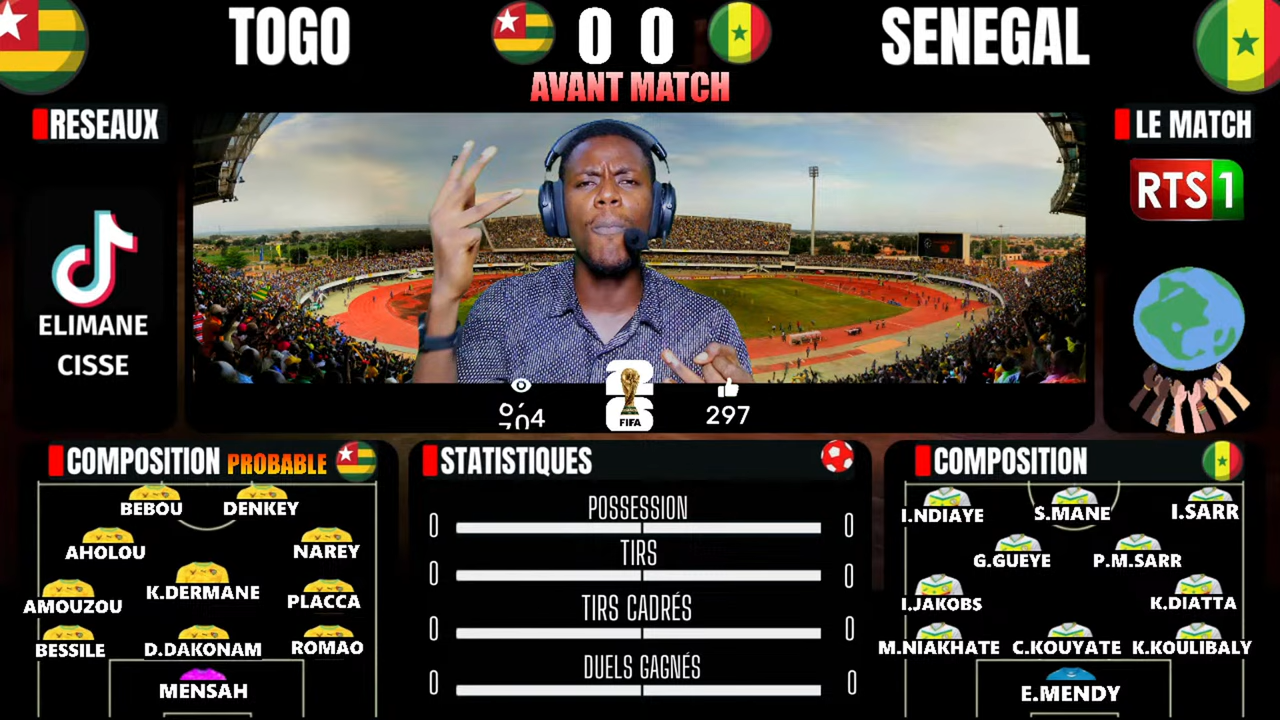 TOGO
0 0
SENEGAL
AVANT MATCH
RESEAUX
LE MATCH
RTS 1
ELIMANE
CISSE
297
FIFA
COMPOSITION PROBABLE
BEBOU
DENKEY
AHOLOU
NAREY
K.DERMANE
AMOUZOU
PLACCA
BESSILE
D.DAKONAM
ROMAO
MENSAH
STATISTIQUES
POSSESSION
0 0
TIRS
0 0
TIRS CADRÉS
0 0
DUELS GAGNÉS
0 0
COMPOSITION
I.NDIAYE
S.MANE
I.SARR
G.GUEYE
P.M.SARR
I.JAKOBS
K.DIATTA
M.NIAKHATE
C.KOUYATE
K.KOULIBALY
E.MENDY